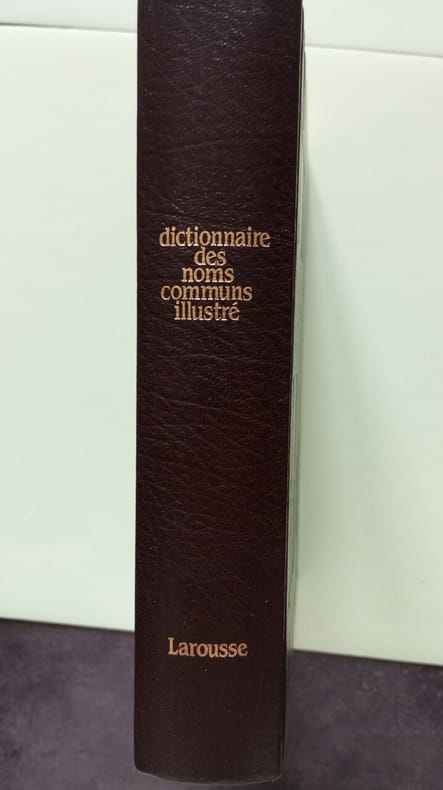 dictionnaire
des
noms
communs
illustré
Larousse